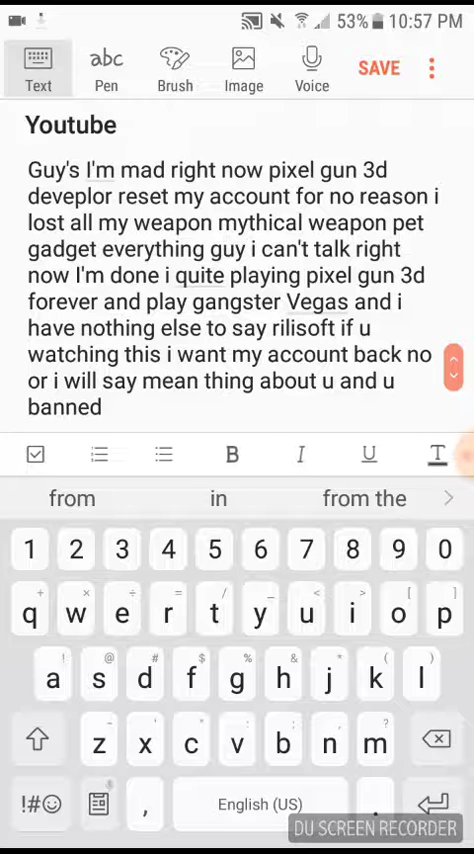 53% 10:57 PM
Text Pen Brush Image Voice SAVE
Youtube
Guy's I'm mad right now pixel gun 3d
deveplor reset my account for no reason i
lost all my weapon mythical weapon pet
gadget everything guy i can't talk right
now I'm done i quite playing pixel gun 3d
forever and play gangster Vegas and i
have nothing else to say rilisoft if u
watching this i want my account back no
or i will say mean thing about u and u
banned
B I U T
from in from the >
1 2 3 4 5 6 7 8 9 0
+ × ÷ = / _ < > [ ]
q w e r t y u i o p
! @ # $ % & * ( )
a s d f g h j k l
- ' " : ; , ?
z x c v b n m
!#☺ , English (US) .
DU SCREEN RECORDER